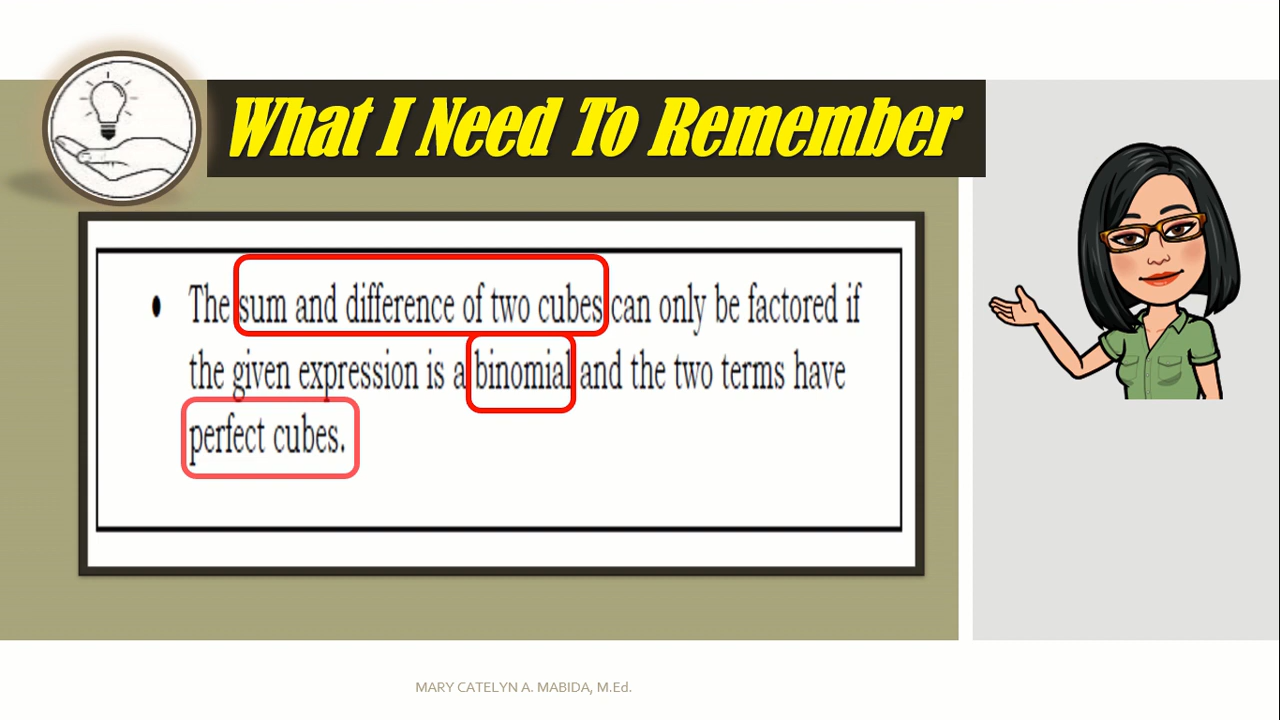 What I Need To Remember
• The sum and difference of two cubes can only be factored if
the given expression is a binomial and the two terms have
perfect cubes.
MARY CATELYN A. MABIDA, M.Ed.